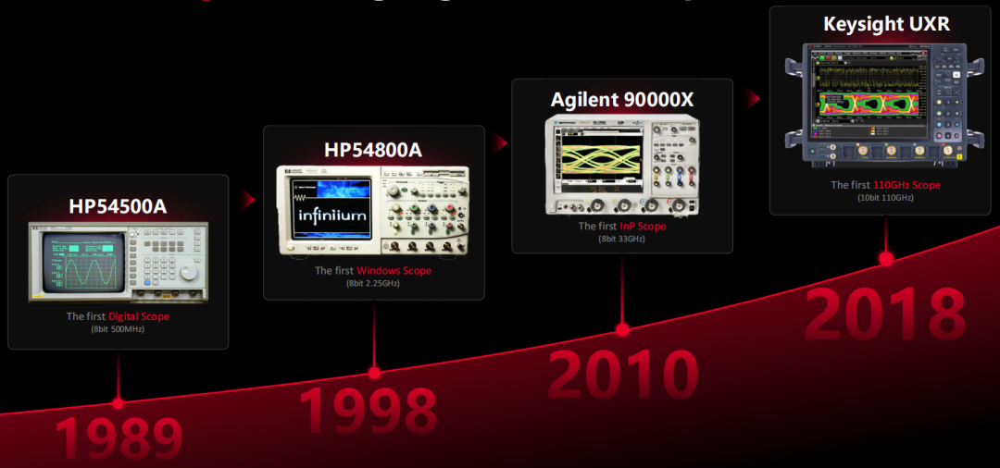 HP54500A
The first Digital Scope
(8bit 500MHz)
1989
HP54800A
infiniium
The first Windows Scope
(8bit 2.25GHz)
1998
Agilent 90000X
The first InP Scope
(8bit 33GHz)
2010
Keysight UXR
The first 110GHz Scope
(10bit 110GHz)
2018